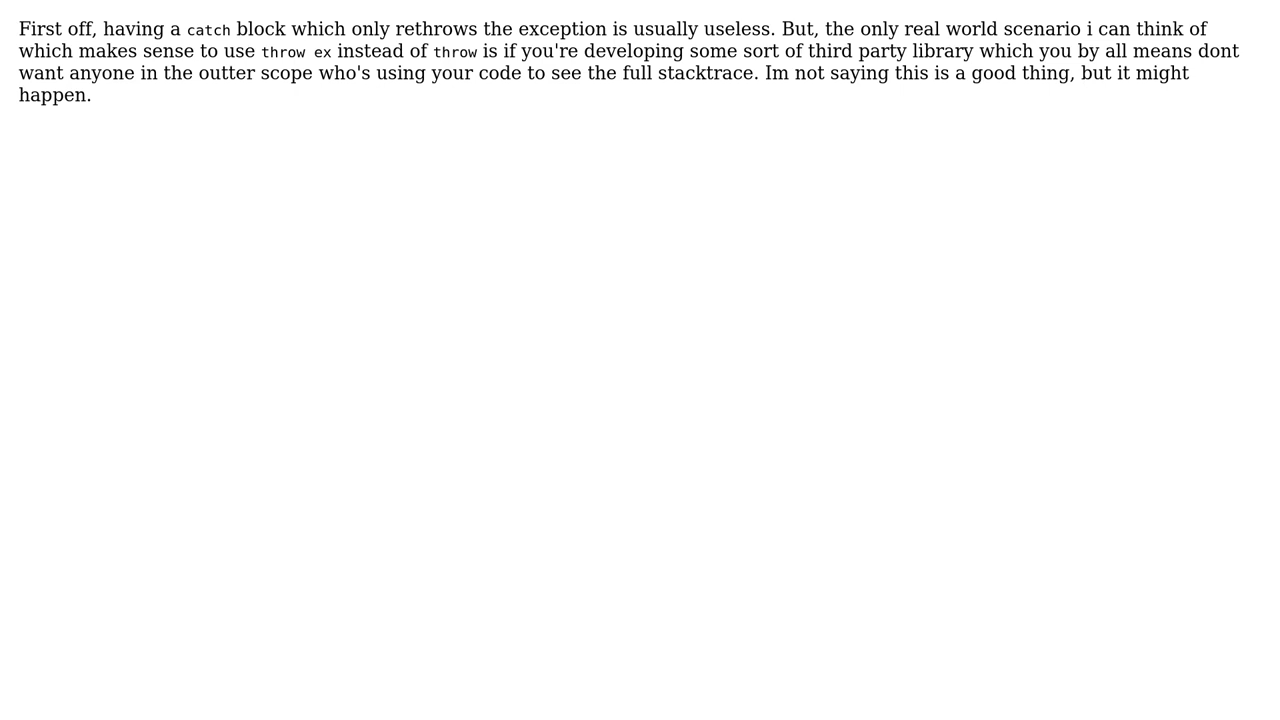 First off, having a catch block which only rethrows the exception is usually useless. But, the only real world scenario i can think of
which makes sense to use throw ex instead of throw is if you're developing some sort of third party library which you by all means dont
want anyone in the outter scope who's using your code to see the full stacktrace. Im not saying this is a good thing, but it might
happen.